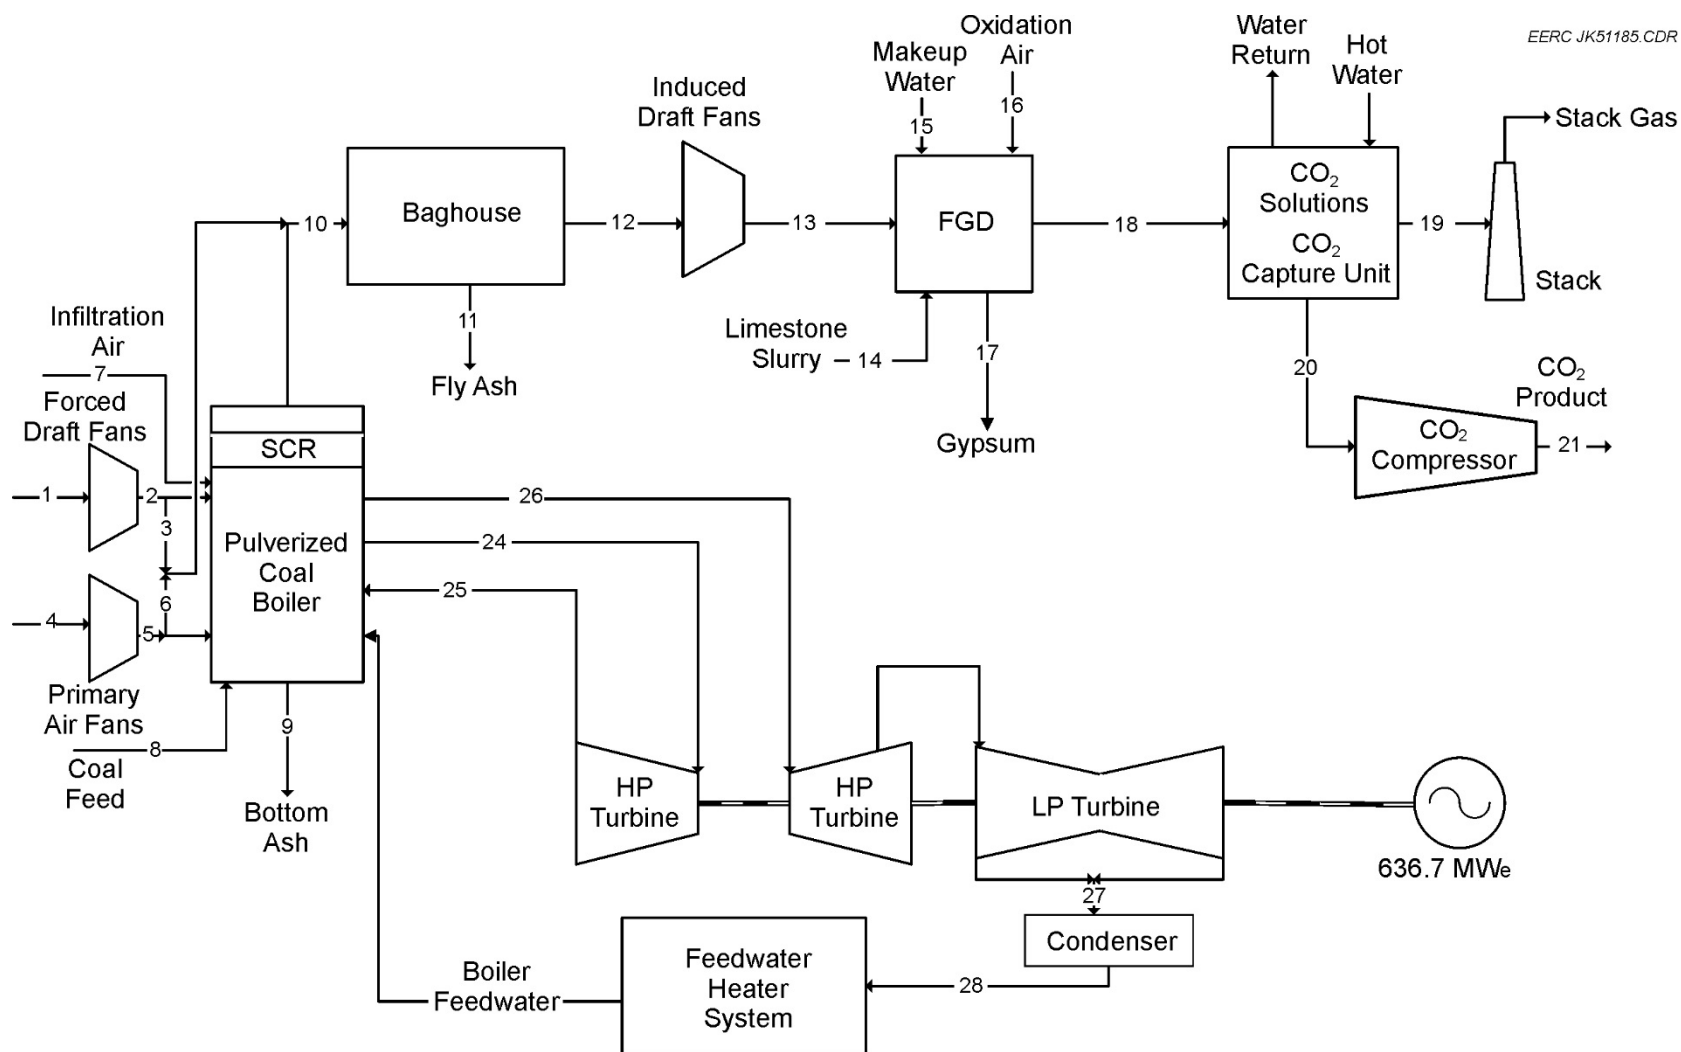 Oxidation
Air
Makeup
Water
Water
Return
Hot
Water
EERC JK51185.CDR
Induced
Draft Fans
16
15
Stack Gas
Baghouse
CO2
Solutions
CO2
Capture Unit
10
12
13
FGD
18
19
Stack
Infiltration
Air
7
11
Limestone
Slurry
14
17
20
Fly Ash
CO2
Product
Forced
Draft Fans
SCR
Gypsum
CO2
Compressor
21
1
2
26
3
24
Pulverized
Coal
Boiler
25
6
4
5
Primary
Air Fans
8
9
Coal
Feed
Bottom
Ash
HP
Turbine
HP
Turbine
LP Turbine
636.7 MWe
27
Condenser
Boiler
Feedwater
Feedwater
Heater
System
28